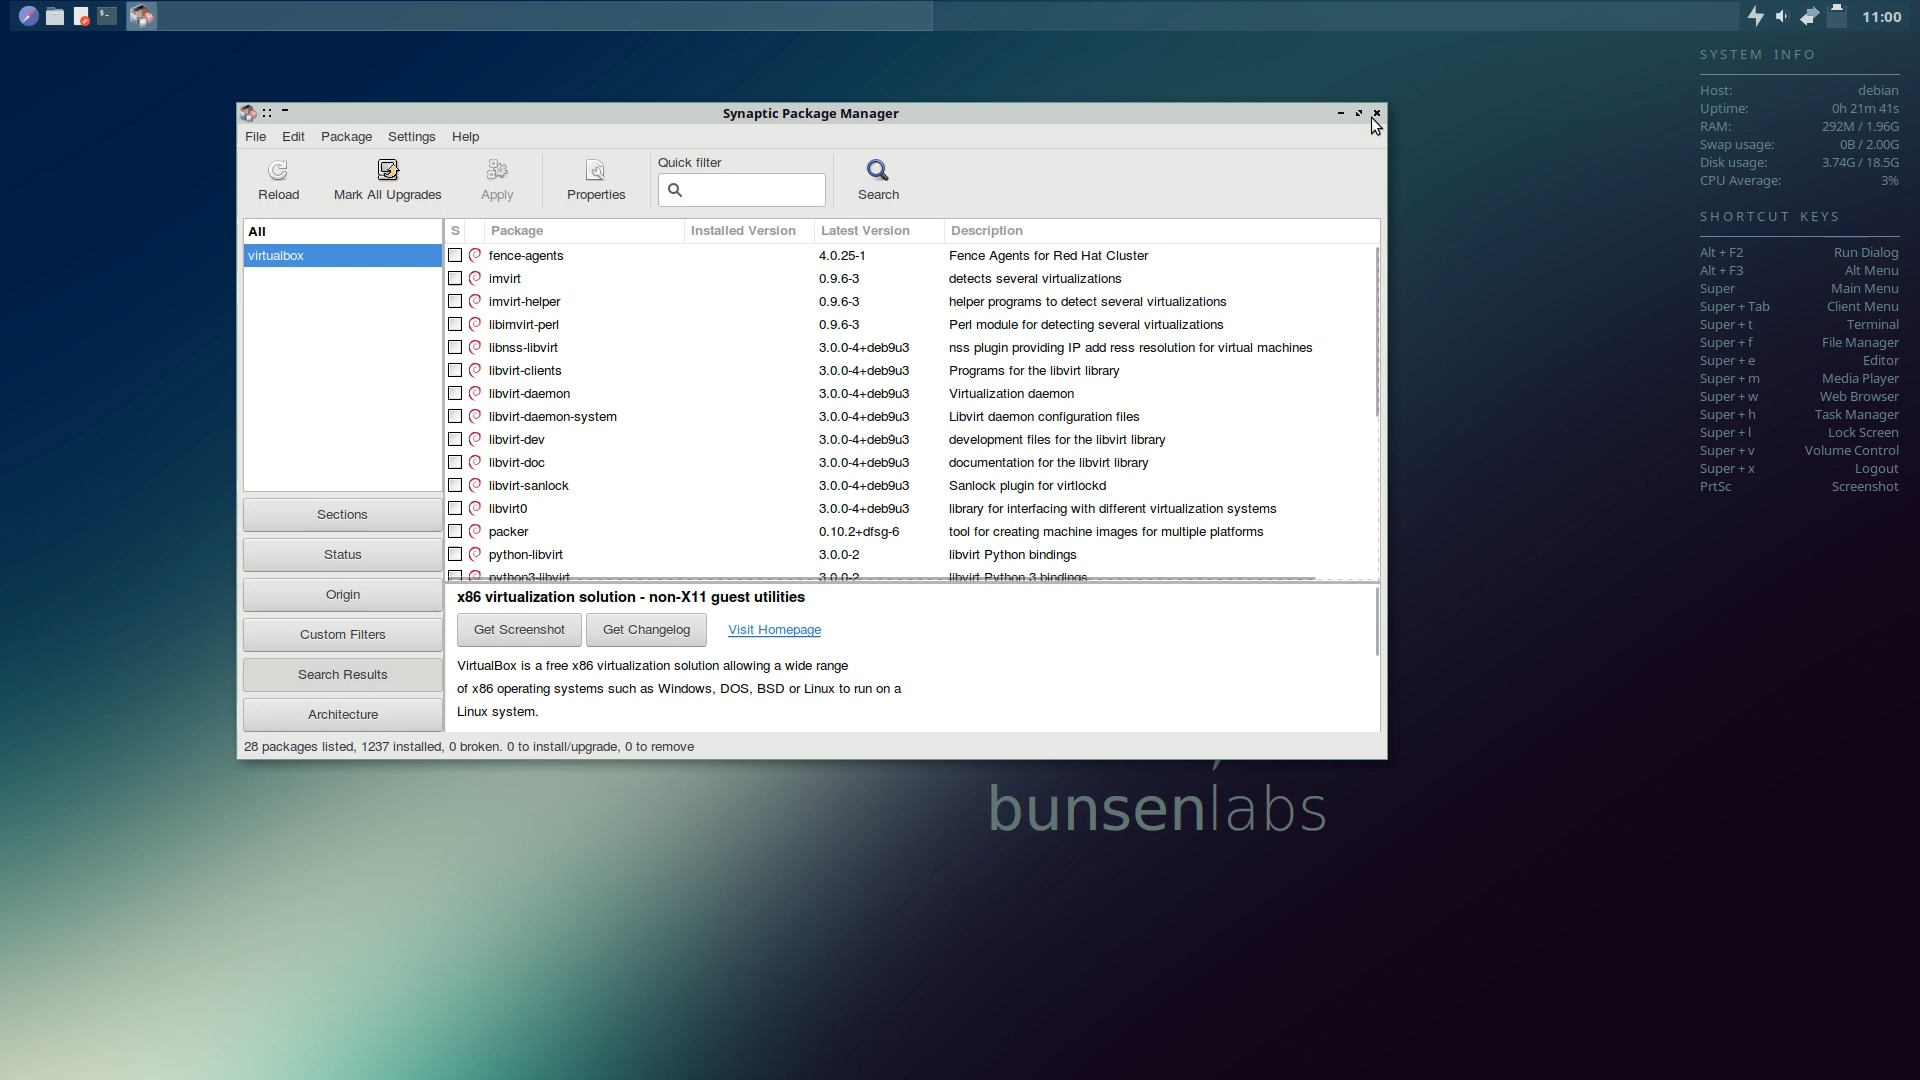 11:00
SYSTEM INFO
Host: debian
Uptime: 0h 21m 41s
RAM: 292M / 1.96G
Swap usage: 0B / 2.00G
Disk usage: 3.74G / 18.5G
CPU Average: 3%
SHORTCUT KEYS
Alt + F2 Run Dialog
Alt + F3 Alt Menu
Super Main Menu
Super + Tab Client Menu
Super + t Terminal
Super + f File Manager
Super + e Editor
Super + m Media Player
Super + w Web Browser
Super + h Task Manager
Super + l Lock Screen
Super + v Volume Control
Super + x Logout
PrtSc Screenshot
Synaptic Package Manager
File Edit Package Settings Help
Reload Mark All Upgrades Apply Properties Quick filter Search
All
virtualbox
Sections
Status
Origin
Custom Filters
Search Results
Architecture
S Package Installed Version Latest Version Description
fence-agents 4.0.25-1 Fence Agents for Red Hat Cluster
imvirt 0.9.6-3 detects several virtualizations
imvirt-helper 0.9.6-3 helper programs to detect several virtualizations
libimvirt-perl 0.9.6-3 Perl module for detecting several virtualizations
libnss-libvirt 3.0.0-4+deb9u3 nss plugin providing IP add ress resolution for virtual machines
libvirt-clients 3.0.0-4+deb9u3 Programs for the libvirt library
libvirt-daemon 3.0.0-4+deb9u3 Virtualization daemon
libvirt-daemon-system 3.0.0-4+deb9u3 Libvirt daemon configuration files
libvirt-dev 3.0.0-4+deb9u3 development files for the libvirt library
libvirt-doc 3.0.0-4+deb9u3 documentation for the libvirt library
libvirt-sanlock 3.0.0-4+deb9u3 Sanlock plugin for virtlockd
libvirt0 3.0.0-4+deb9u3 library for interfacing with different virtualization systems
packer 0.10.2+dfsg-6 tool for creating machine images for multiple platforms
python-libvirt 3.0.0-2 libvirt Python bindings
python3-libvirt 3.0.0-2 libvirt Python 3 bindings
x86 virtualization solution - non-X11 guest utilities
Get Screenshot Get Changelog Visit Homepage
VirtualBox is a free x86 virtualization solution allowing a wide range
of x86 operating systems such as Windows, DOS, BSD or Linux to run on a
Linux system.
28 packages listed, 1237 installed, 0 broken. 0 to install/upgrade, 0 to remove
bunsenlabs